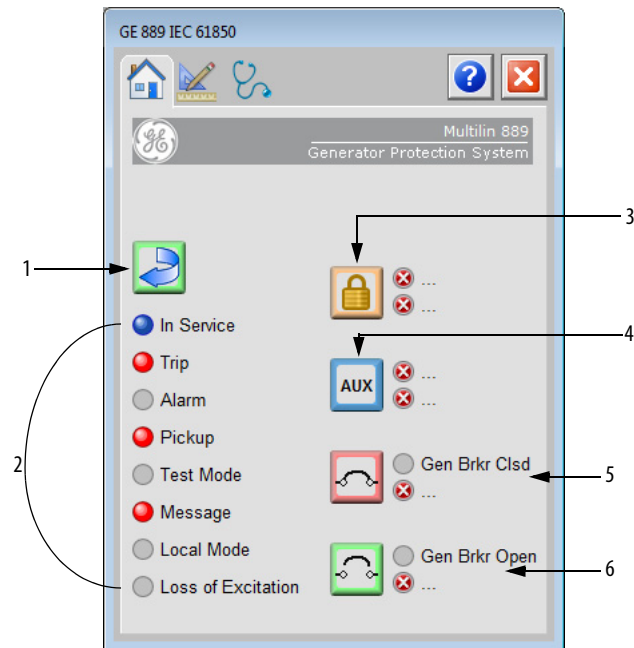 GE 889 IEC 61850
?
GE
Multilin 889
Generator Protection System
1
2
In Service
Trip
Alarm
Pickup
Test Mode
Message
Local Mode
Loss of Excitation
3
...
...
4
AUX
...
...
5
Gen Brkr Clsd
...
6
Gen Brkr Open
...